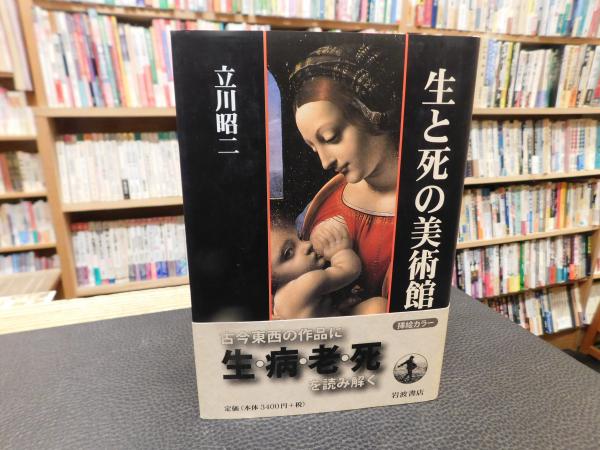 生と死の美術館
立川昭二
古今東西の作品に
生・病・老・死
を読み解く
挿絵カラー
定価(本体3400円+税)
岩波書店